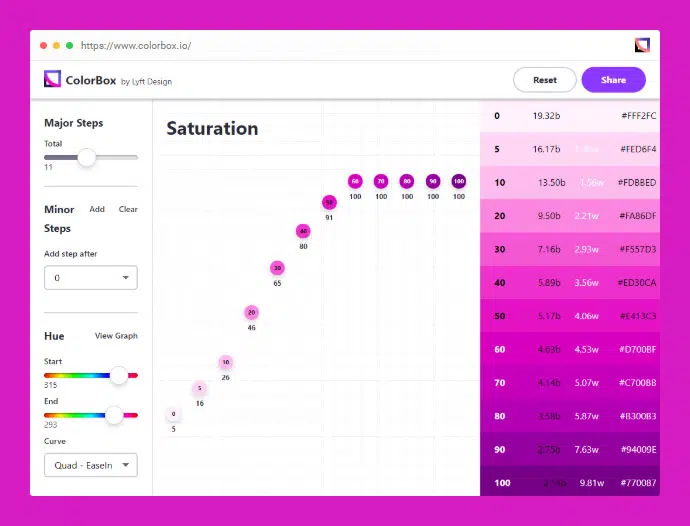 https://www.colorbox.io/
ColorBox by Lyft Design
Reset
Share
Major Steps
Total
11
Minor Steps
Add
Clear
Add step after
0
Hue
View Graph
Start
315
End
293
Curve
Quad - EaseIn
Saturation
0
5
5
16
10
26
20
46
30
65
40
80
50
91
60
100
70
100
80
100
90
100
100
100
0 19.32b #FFF2FC
5 16.17b #FED6F4
10 13.50b 1.56w #FDBBED
20 9.50b 2.21w #FA86DF
30 7.16b 2.93w #F557D3
40 5.89b 3.56w #ED30CA
50 5.17b 4.06w #E413C3
60 4.63b 4.53w #D700BF
70 4.14b 5.07w #C700BB
80 3.58b 5.87w #B300B3
90 2.75b 7.63w #94009E
100 2.14b 9.81w #770087